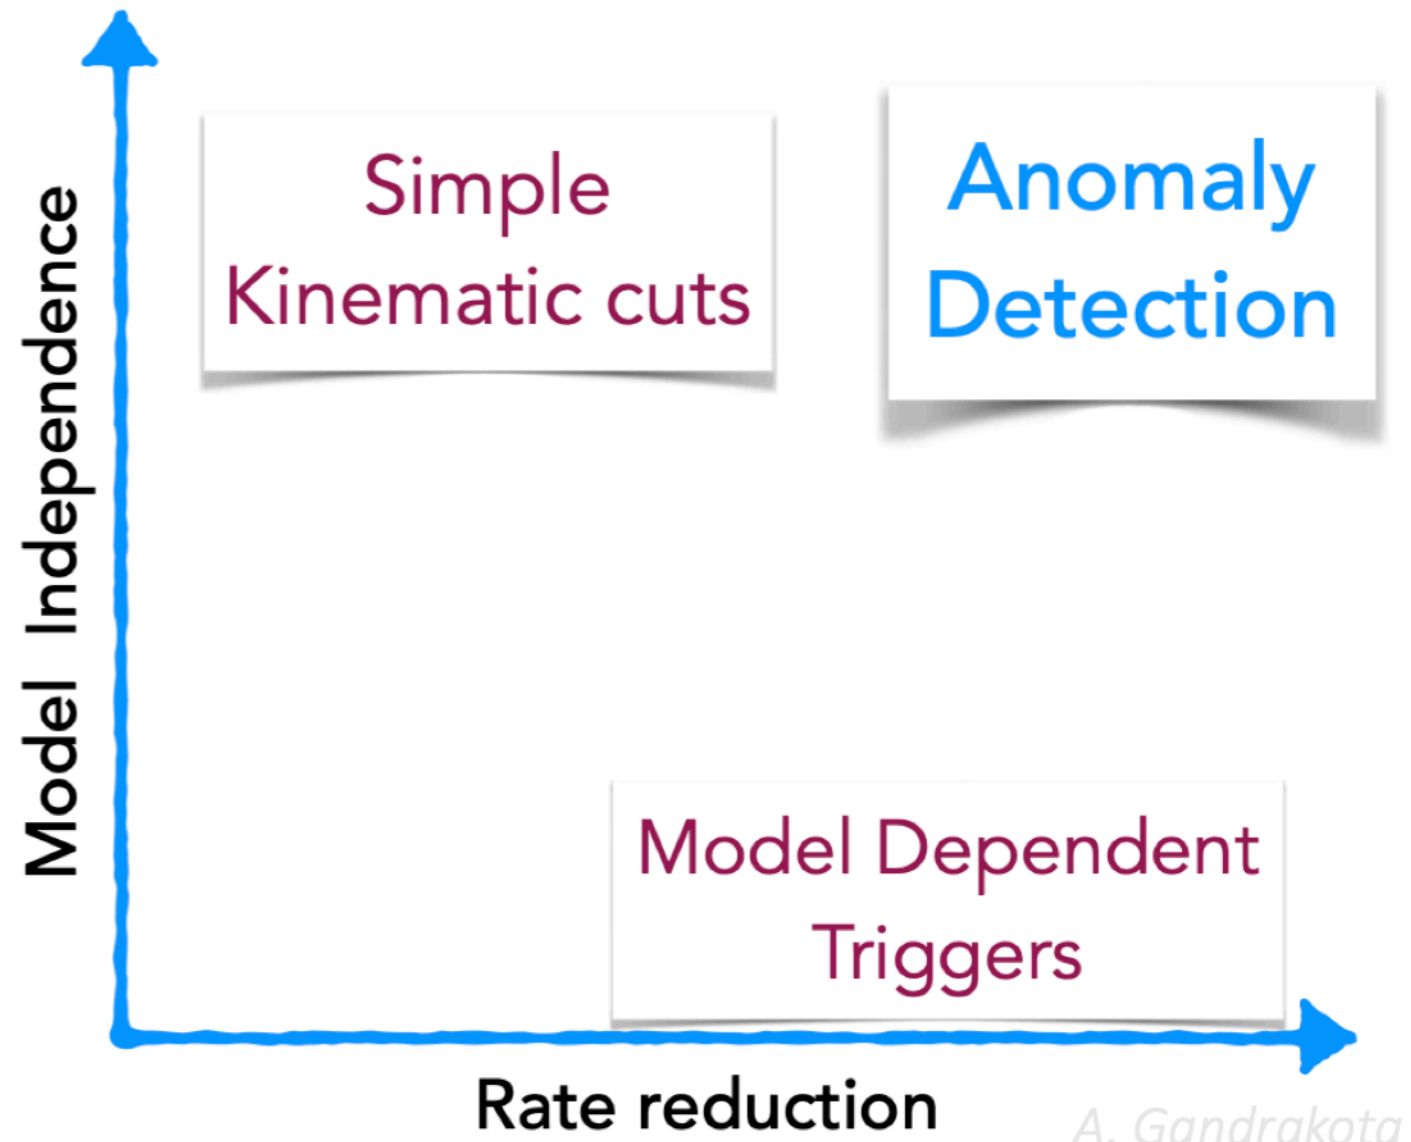 Simple
Kinematic cuts
Anomaly
Detection
Model Independence
Model Dependent
Triggers
Rate reduction
A. Gandrakota